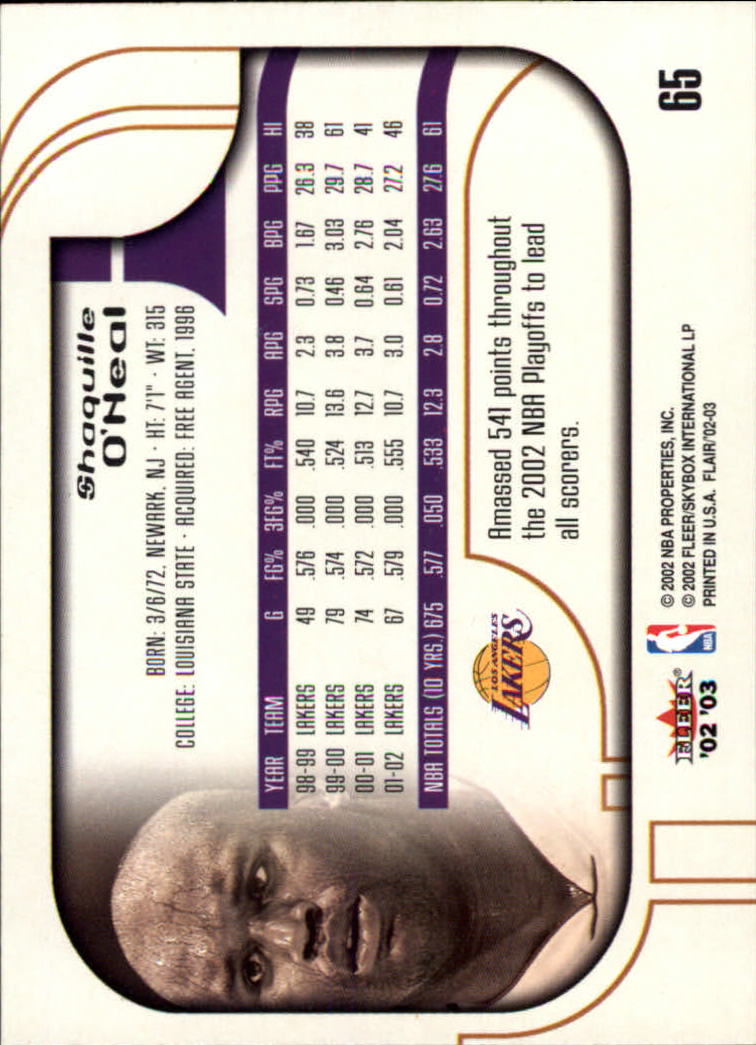 65
Shaquille
O'Neal
BORN: 3/6/72, NEWARK, NJ · HT: 7'1" · WT: 315
COLLEGE: LOUISIANA STATE · ACQUIRED: FREE AGENT, 1996
YEAR TEAM G FG% 3FG% FT% RPG APG SPG BPG PPG HI
98-99 LAKERS 49 .576 .000 .540 10.7 2.3 0.73 1.67 26.3 38
99-00 LAKERS 79 .574 .000 .524 13.6 3.8 0.46 3.03 29.7 61
00-01 LAKERS 74 .572 .000 .513 12.7 3.7 0.64 2.76 28.7 41
01-02 LAKERS 67 .579 .000 .555 10.7 3.0 0.61 2.04 27.2 46
NBA TOTALS (10 YRS.) 675 .577 .050 .533 12.3 2.8 0.72 2.63 27.6 61
LOS ANGELES
LAKERS
Amassed 541 points throughout
the 2002 NBA Playoffs to lead
all scorers.
FLEER®
'02 '03
NBA
© 2002 NBA PROPERTIES, INC.
© 2002 FLEER/SKYBOX INTERNATIONAL LP
PRINTED IN U.S.A. FLAIR/'02-03